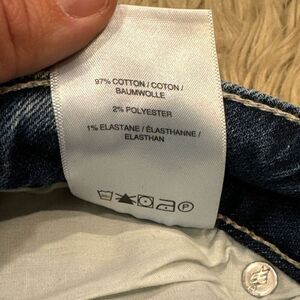 97% COTTON / COTON /
BAUMWOLLE
2% POLYESTER
1% ELASTANE / ÉLASTHANNE /
ELASTHAN
P